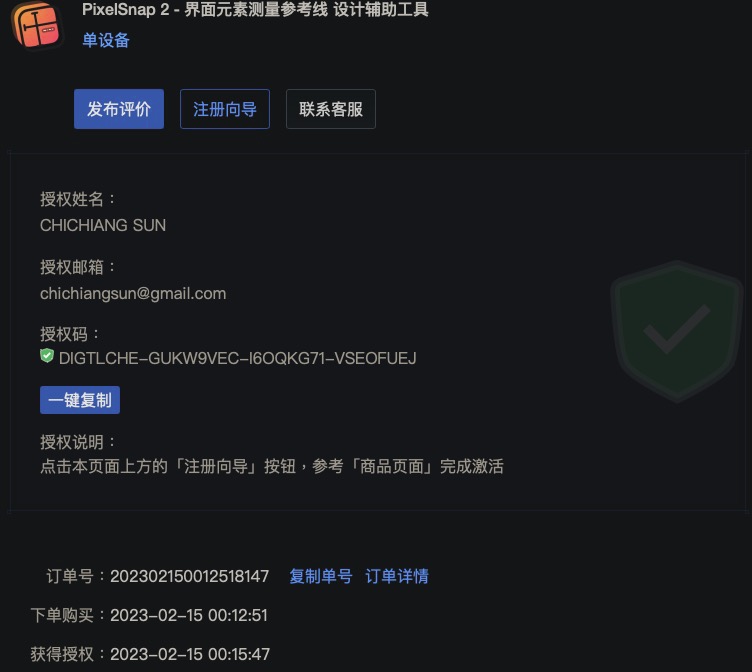 PixelSnap 2 - 界面元素测量参考线 设计辅助工具
单设备
发布评价 注册向导 联系客服
授权姓名：
CHICHIANG SUN
授权邮箱：
chichiangsun@gmail.com
授权码：
DIGTLCHE-GUKW9VEC-I6OQKG71-VSEOFUEJ
一键复制
授权说明：
点击本页面上方的「注册向导」按钮，参考「商品页面」完成激活
订单号：202302150012518147 复制单号 订单详情
下单购买：2023-02-15 00:12:51
获得授权：2023-02-15 00:15:47